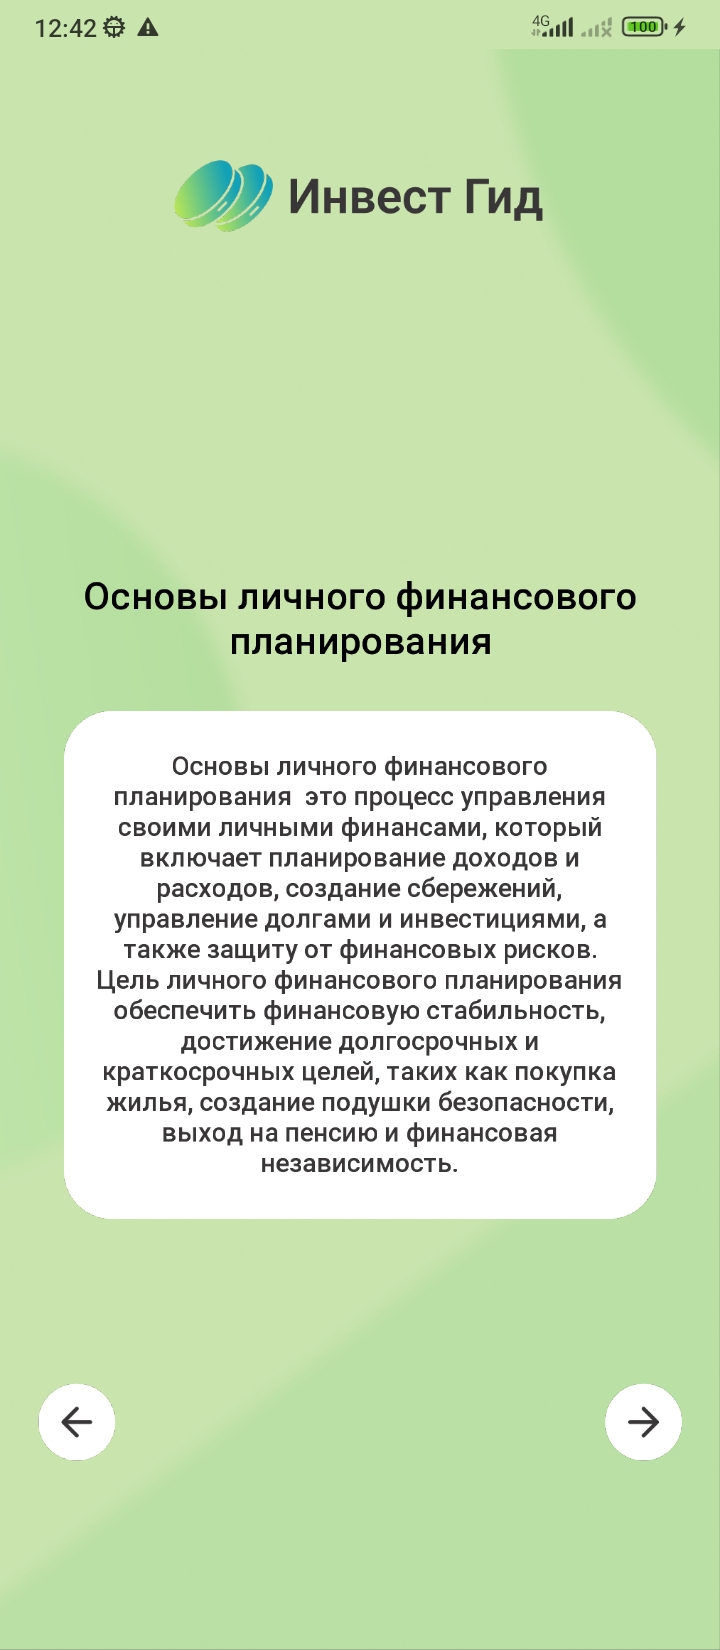 12:42
4G
100
Инвест Гид
Основы личного финансового
планирования
Основы личного финансового
планирования  это процесс управления
своими личными финансами, который
включает планирование доходов и
расходов, создание сбережений,
управление долгами и инвестициями, а
также защиту от финансовых рисков.
Цель личного финансового планирования
обеспечить финансовую стабильность,
достижение долгосрочных и
краткосрочных целей, таких как покупка
жилья, создание подушки безопасности,
выход на пенсию и финансовая
независимость.